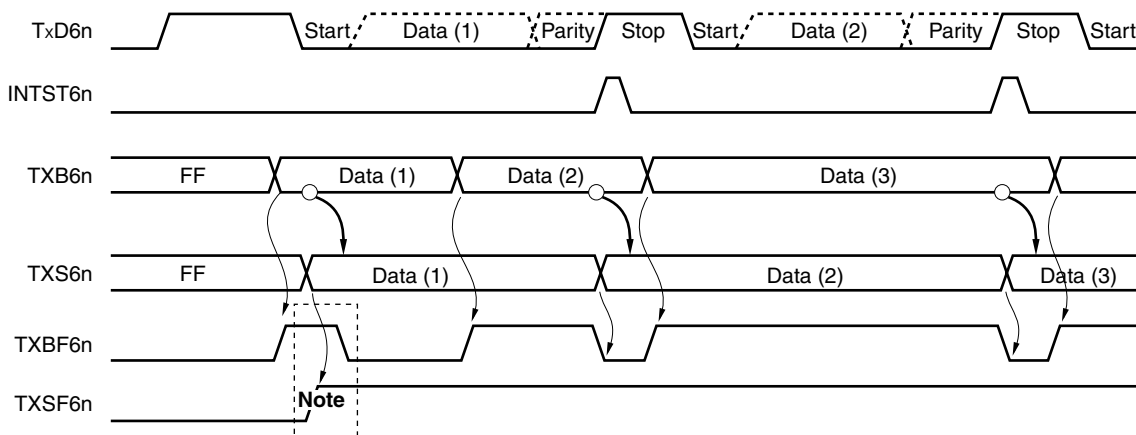 TxD6n Start Data (1) Parity Stop Start Data (2) Parity Stop Start
INTST6n
TXB6n FF Data (1) Data (2) Data (3)
TXS6n FF Data (1) Data (2) Data (3)
TXBF6n
TXSF6n Note